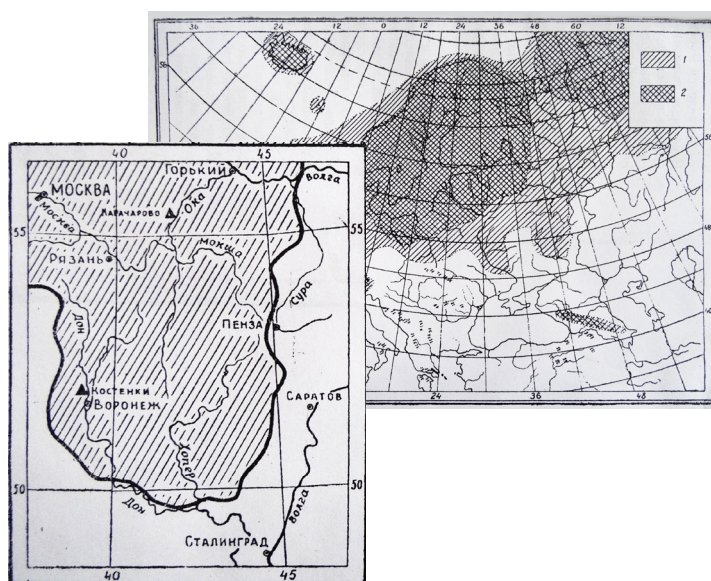 36 24 12 0 12 24 36 48 60 12
1
2
24 36 48
40 45
ГОРЬКИЙ
ВОЛГА
МОСКВА
МОСКВА
КАРАЧАРОВО
ОКА
55 55
РЯЗАНЬ
МОКША
СУРА
ДОН
ПЕНЗА
КОСТЕНКИ
ВОРОНЕЖ
САРАТОВ
ХОПЕР
50 50
ДОН
ВОЛГА
СТАЛИНГРАД
40 45